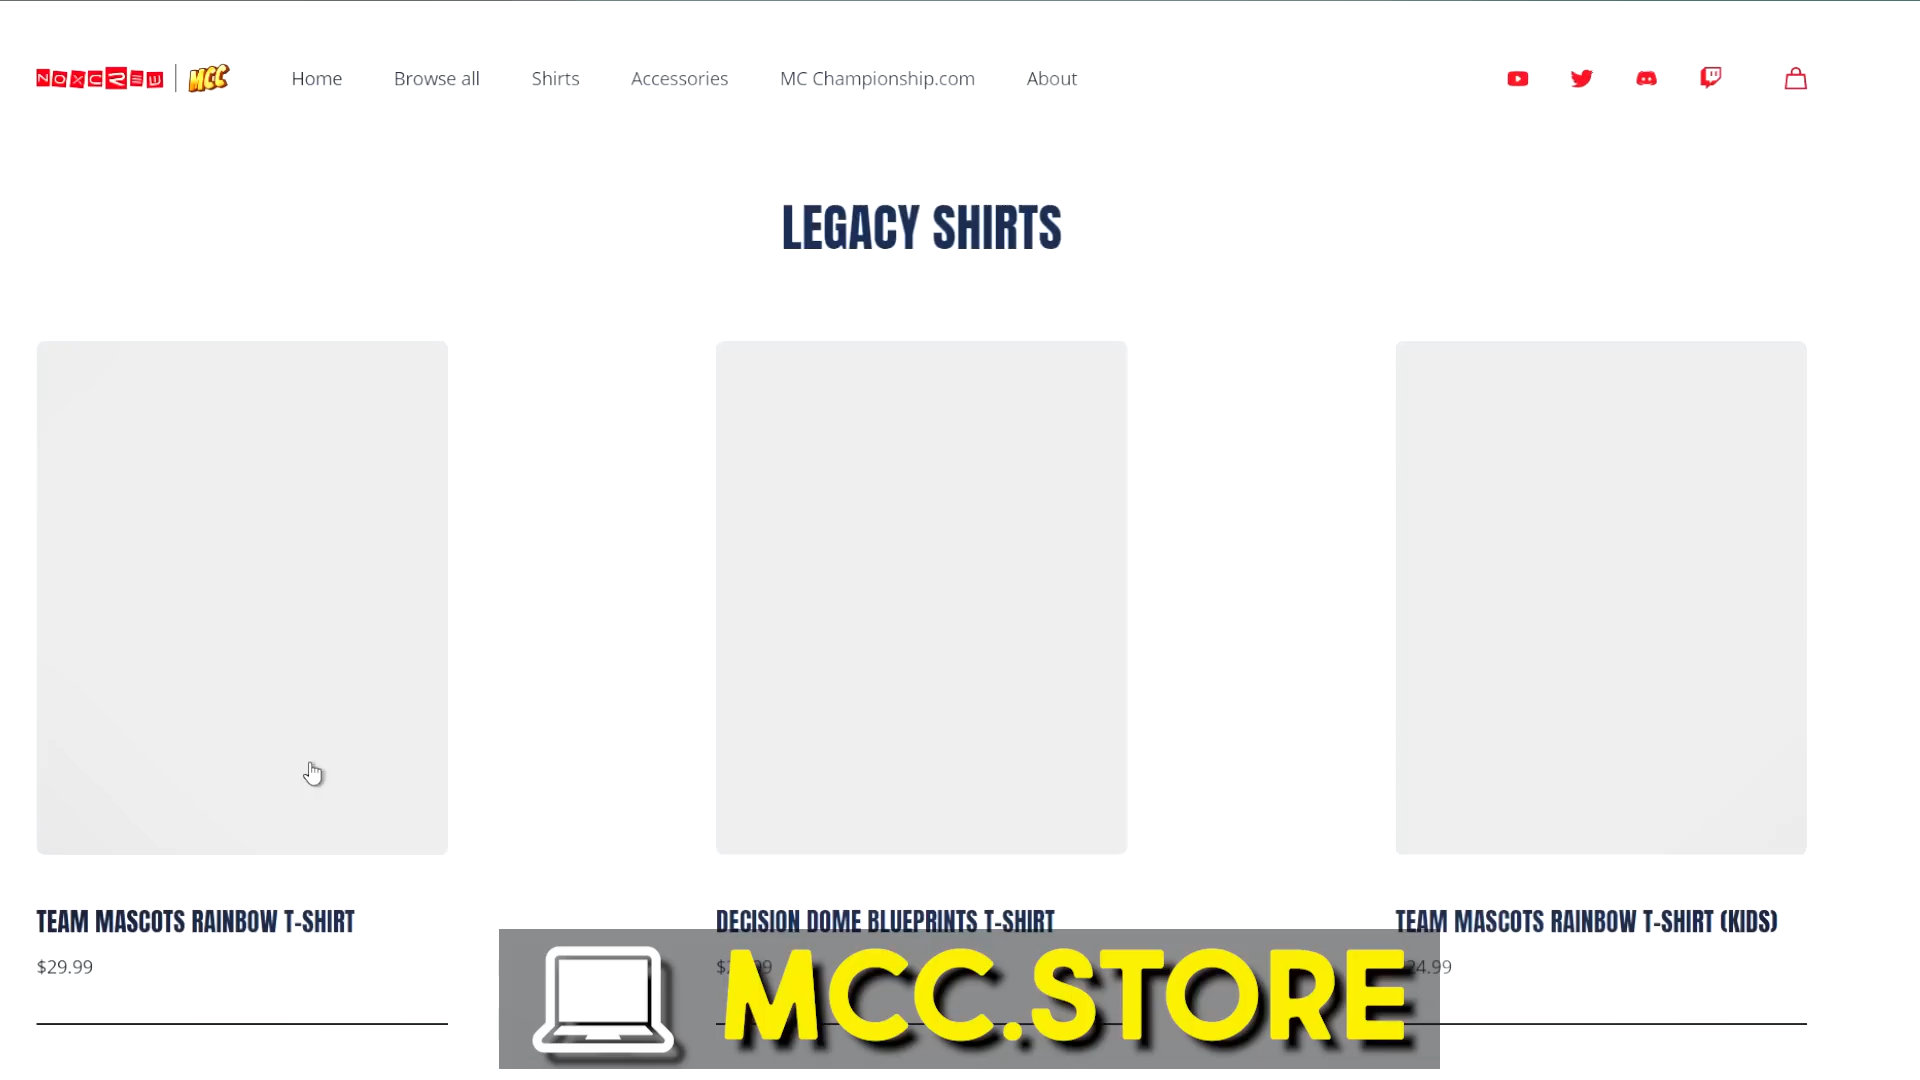 NOXCREW MCC Home Browse all Shirts Accessories MC Championship.com About
LEGACY SHIRTS
TEAM MASCOTS RAINBOW T-SHIRT DECISION DOME BLUEPRINTS T-SHIRT TEAM MASCOTS RAINBOW T-SHIRT (KIDS)
$29.99
MCC.STORE